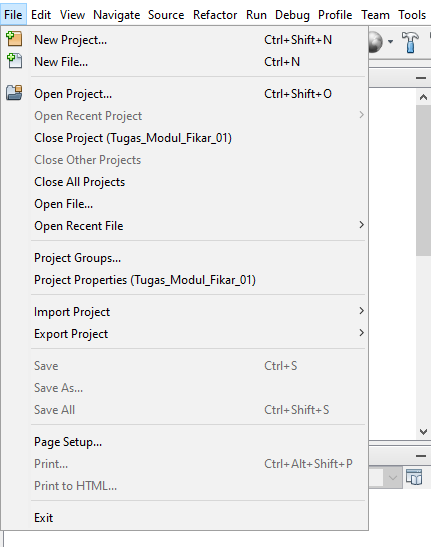 File Edit View Navigate Source Refactor Run Debug Profile Team Tools
New Project... Ctrl+Shift+N
New File... Ctrl+N
Open Project... Ctrl+Shift+O
Open Recent Project
Close Project (Tugas_Modul_Fikar_01)
Close Other Projects
Close All Projects
Open File...
Open Recent File
Project Groups...
Project Properties (Tugas_Modul_Fikar_01)
Import Project
Export Project
Save Ctrl+S
Save As...
Save All Ctrl+Shift+S
Page Setup...
Print... Ctrl+Alt+Shift+P
Print to HTML...
Exit